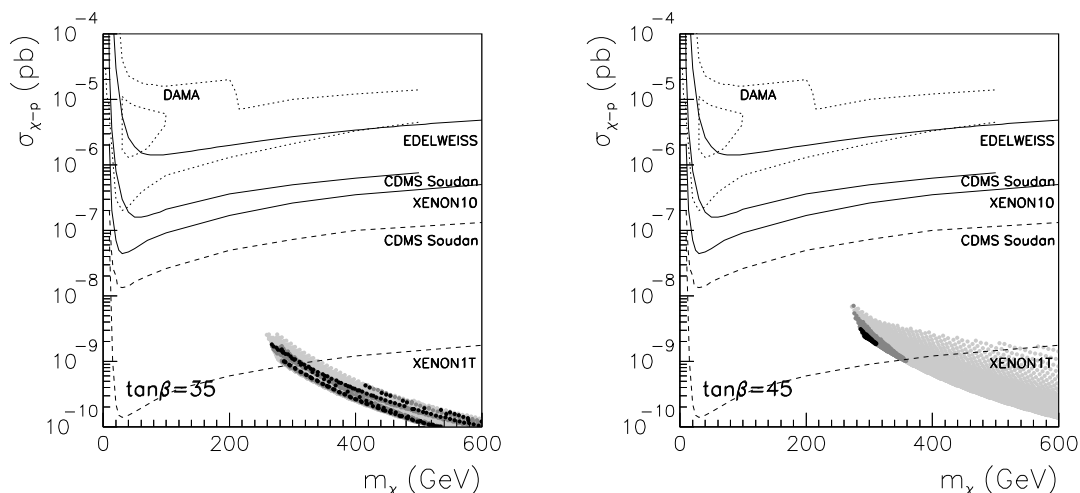 σχ-p (pb)
10-4
10-5
10-6
10-7
10-8
10-9
10-10
DAMA
EDELWEISS
CDMS Soudan
XENON10
CDMS Soudan
XENON1T
tanβ=35
0 200 400 600
mχ (GeV)
σχ-p (pb)
10-4
10-5
10-6
10-7
10-8
10-9
10-10
DAMA
EDELWEISS
CDMS Soudan
XENON10
CDMS Soudan
XENON1T
tanβ=45
0 200 400 600
mχ (GeV)